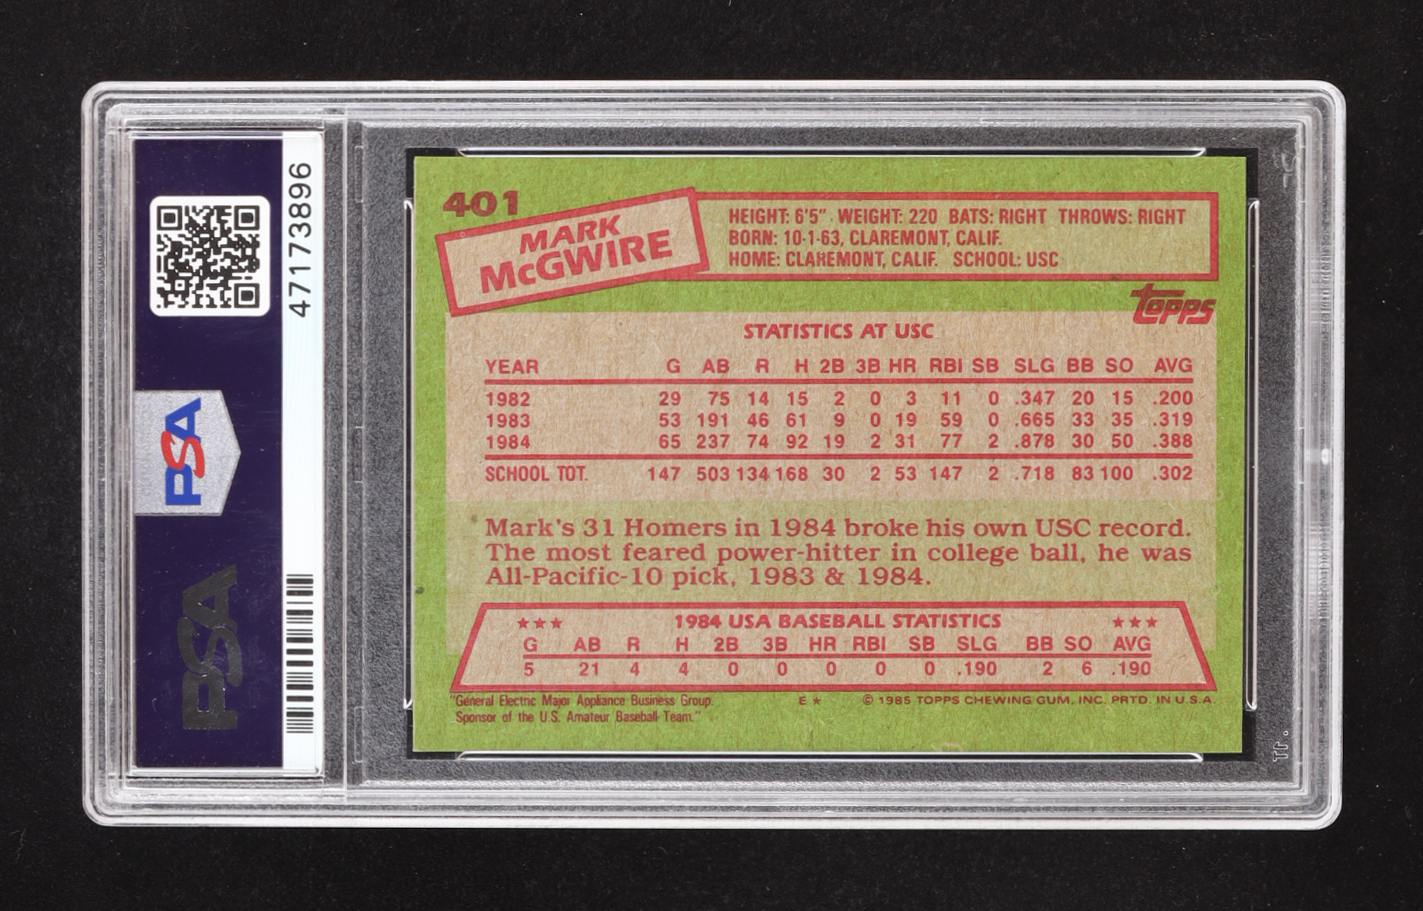 47173896
PSA
PSA
401
MARK
McGWIRE
HEIGHT: 6'5" WEIGHT: 220 BATS: RIGHT THROWS: RIGHT
BORN: 10-1-63, CLAREMONT, CALIF.
HOME: CLAREMONT, CALIF. SCHOOL: USC
topps
STATISTICS AT USC
YEAR G AB R H 2B 3B HR RBI SB SLG BB SO AVG
1982 29 75 14 15 2 0 3 11 0 .347 20 15 .200
1983 53 191 46 61 9 0 19 59 0 .665 33 35 .319
1984 65 237 74 92 19 2 31 77 2 .878 30 50 .388
SCHOOL TOT. 147 503 134 168 30 2 53 147 2 .718 83 100 .302
Mark's 31 Homers in 1984 broke his own USC record.
The most feared power-hitter in college ball, he was
All-Pacific-10 pick, 1983 & 1984.
★★★ 1984 USA BASEBALL STATISTICS ★★★
G AB R H 2B 3B HR RBI SB SLG BB SO AVG
5 21 4 4 0 0 0 0 0 .190 2 6 .190
"General Electric Major Appliance Business Group. E★ © 1985 TOPPS CHEWING GUM, INC. PRTD. IN U.S.A.
Sponsor of the U.S. Amateur Baseball Team."